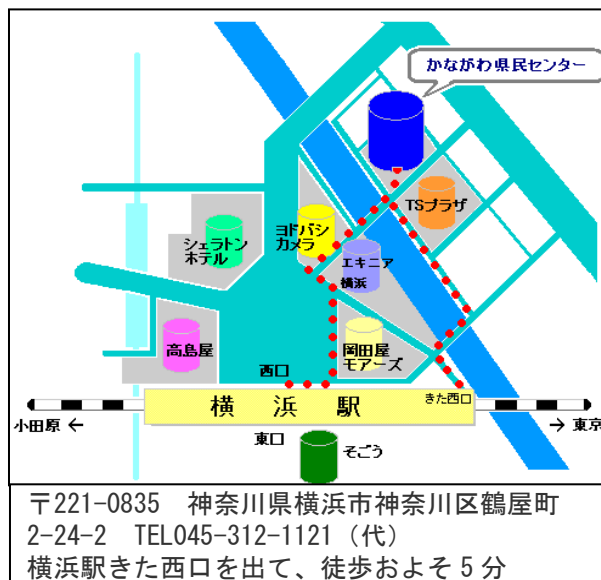 かながわ県民センター
TSプラザ
ヨドバシ
カメラ
シェラトン
ホテル
エキニア
横浜
高島屋
岡田屋
モアーズ
西口
きた西口
横 浜 駅
小田原 ←
→ 東京
東口
そごう
〒221-0835 神奈川県横浜市神奈川区鶴屋町
2-24-2 TEL045-312-1121（代）
横浜駅きた西口を出て、徒歩およそ 5 分